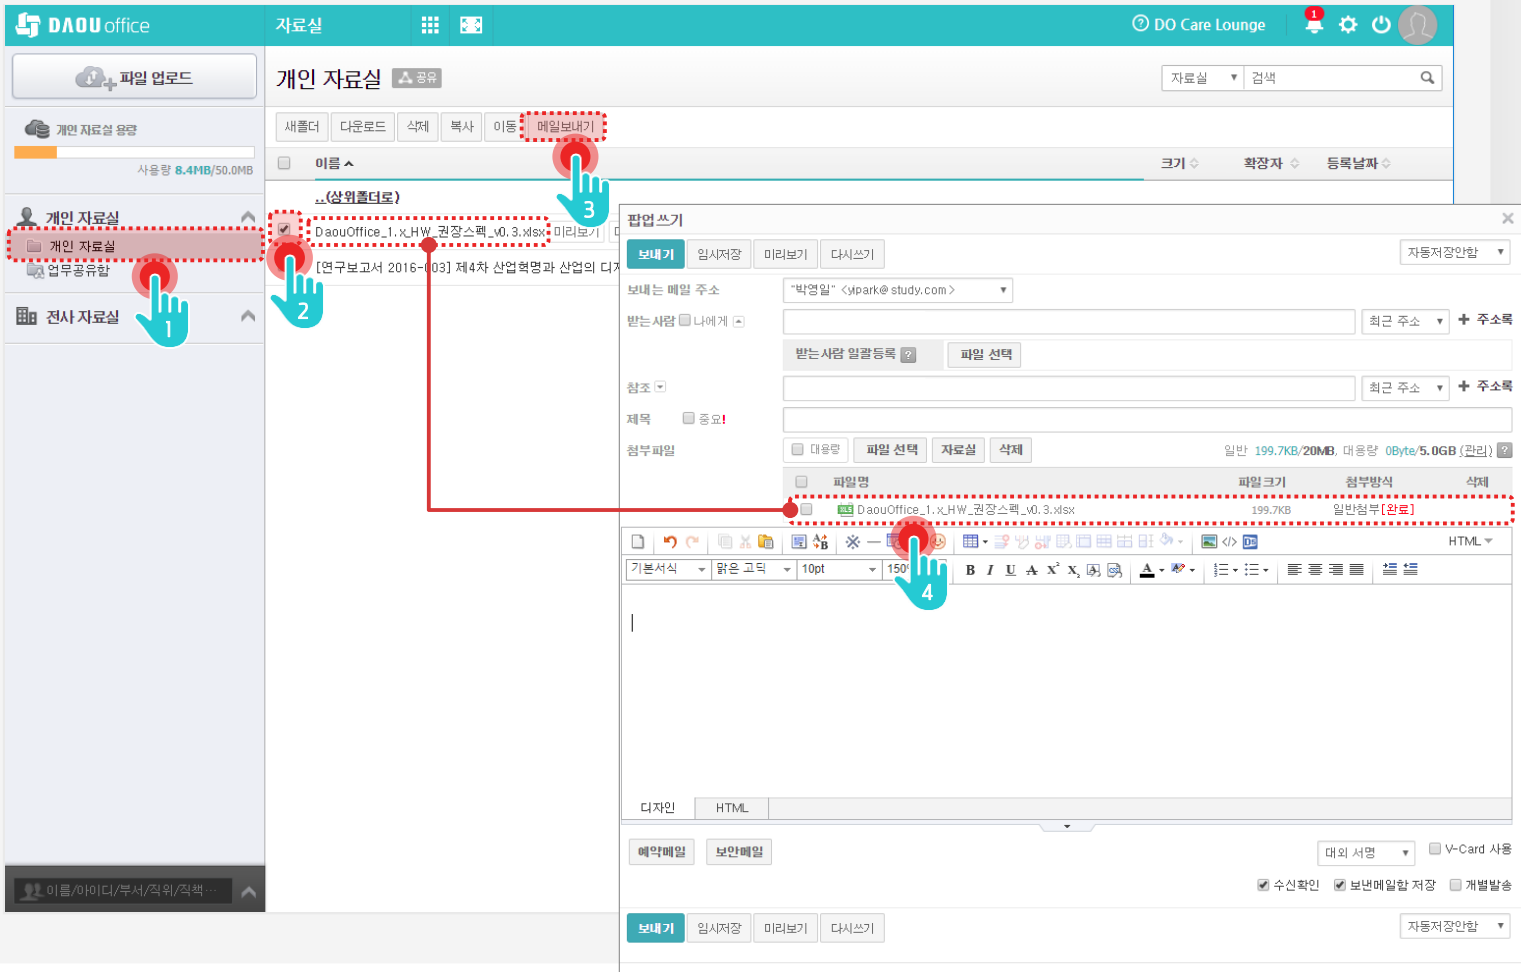 DAOU office
자료실
DO Care Lounge
1
파일 업로드
개인 자료실 용량
사용량 8.4MB/50.0MB
개인 자료실
개인 자료실
업무공유함
1
전사 자료실
이름/아이디/부서/직위/직책…
개인 자료실 공유
자료실 검색
새폴더 다운로드 삭제 복사 이동 메일보내기
3
이름 크기 확장자 등록날짜
..(상위폴더로)
DaouOffice_1.x_HW_권장스펙_v0.3.xlsx 미리보기
2
[연구보고서 2016-003] 제4차 산업혁명과 산업의 디지
팝업쓰기
보내기 임시저장 미리보기 다시쓰기 자동저장안함
보내는 메일 주소 "박영일" <yipark@study.com>
받는사람 나에게 최근 주소 + 주소록
받는사람 일괄등록 ? 파일 선택
참조 최근 주소 + 주소록
제목 중요!
첨부파일 대용량 파일 선택 자료실 삭제 일반 199.7KB/20MB, 대용량 0Byte/5.0GB (관리) ?
파일명 파일크기 첨부방식 삭제
XLS DaouOffice_1.x_HW_권장스펙_v0.3.xlsx 199.7KB 일반첨부[완료]
HTML
기본서식 맑은 고딕 10pt 150%
4
디자인 HTML
예약메일 보안메일 대외 서명 V-Card 사용
수신확인 보낸메일함 저장 개별발송
보내기 임시저장 미리보기 다시쓰기 자동저장안함